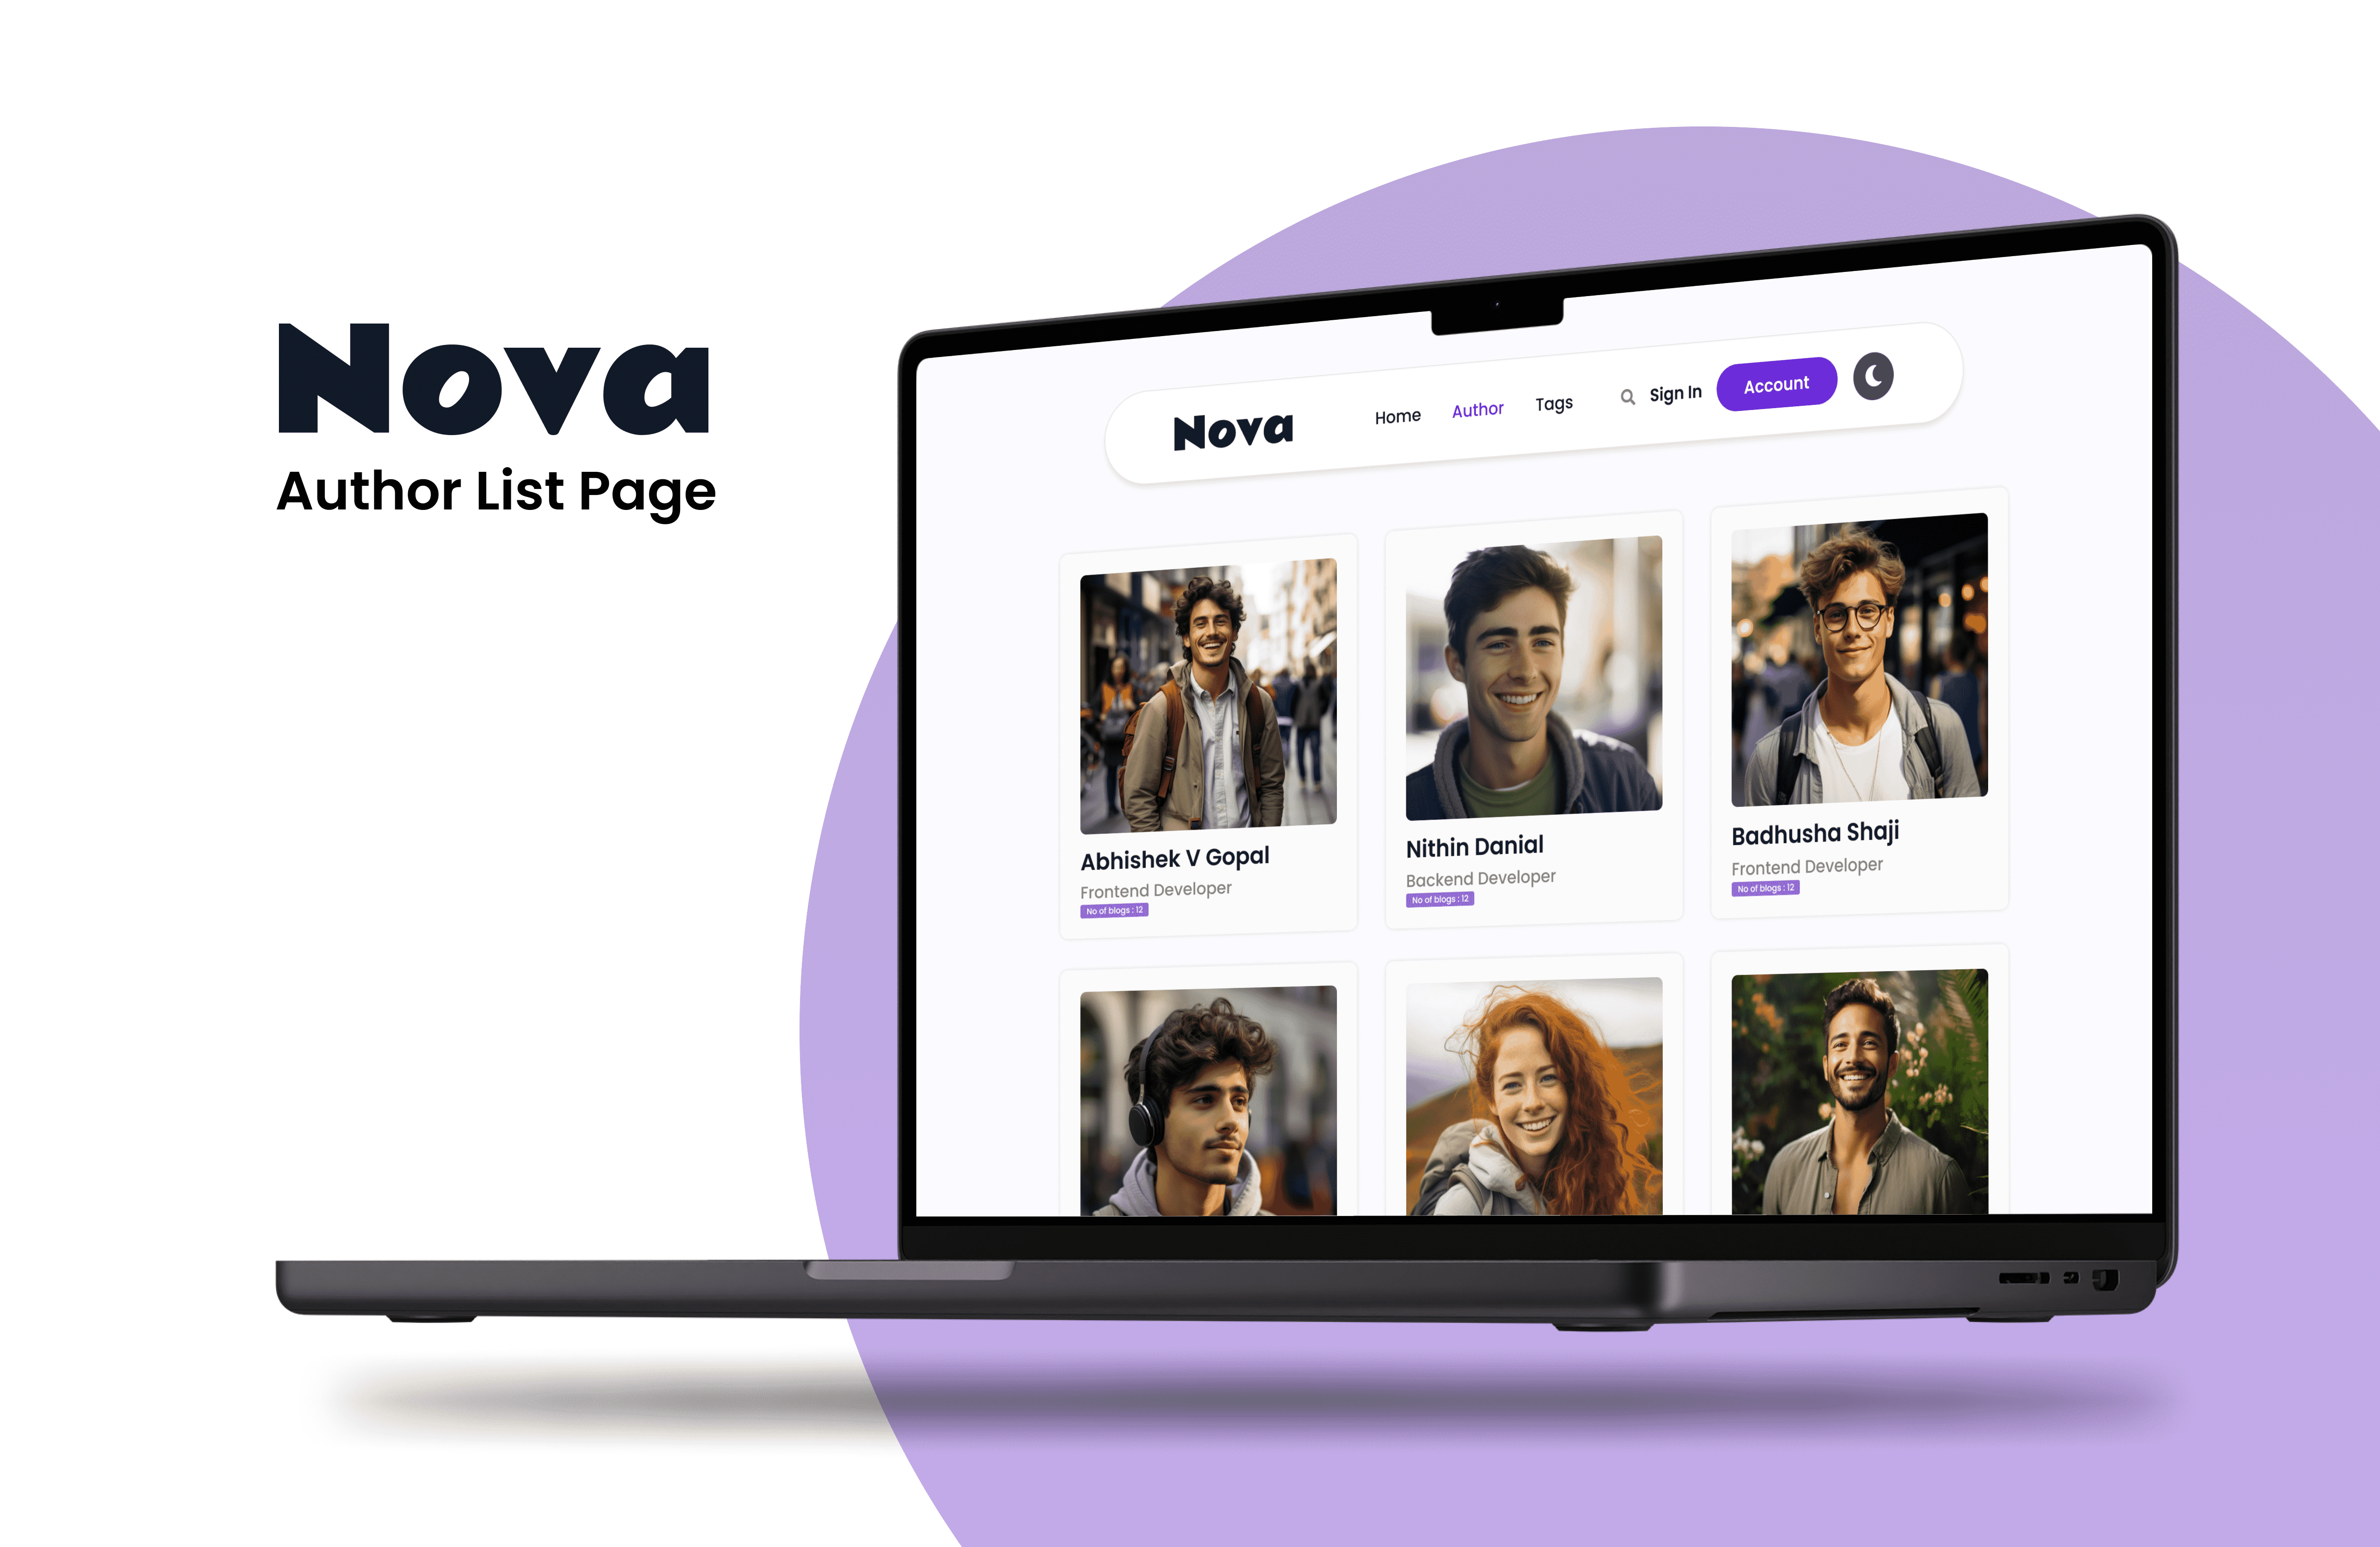 Nova
Author List Page
Nova
Home Author Tags Sign In Account
Abhishek V Gopal
Frontend Developer
No of blogs : 12
Nithin Danial
Backend Developer
No of blogs : 12
Badhusha Shaji
Frontend Developer
No of blogs : 12